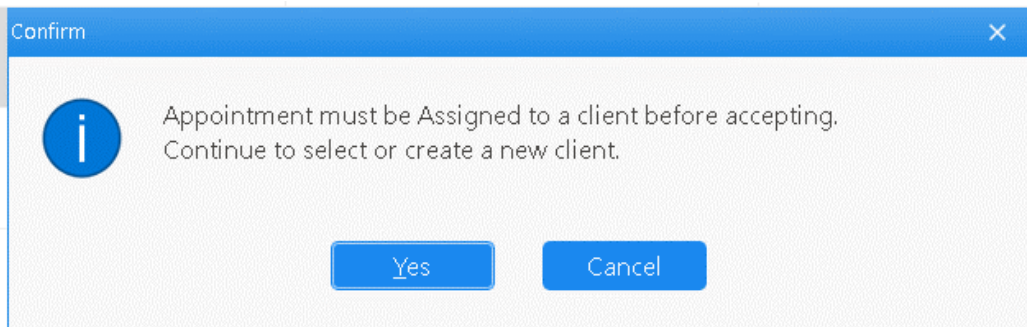 Confirm
Appointment must be Assigned to a client before accepting.
Continue to select or create a new client.
Yes
Cancel